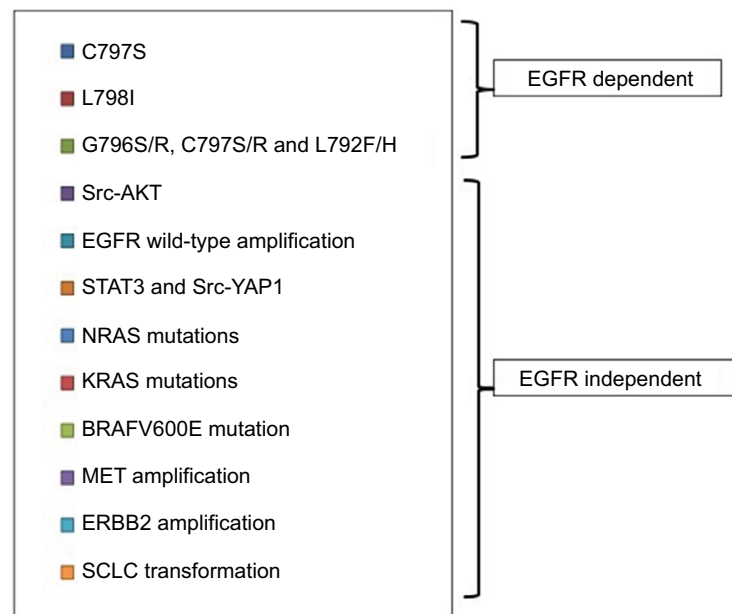 C797S
L798I
G796S/R, C797S/R and L792F/H
Src-AKT
EGFR wild-type amplification
STAT3 and Src-YAP1
NRAS mutations
KRAS mutations
BRAFV600E mutation
MET amplification
ERBB2 amplification
SCLC transformation
EGFR dependent
EGFR independent